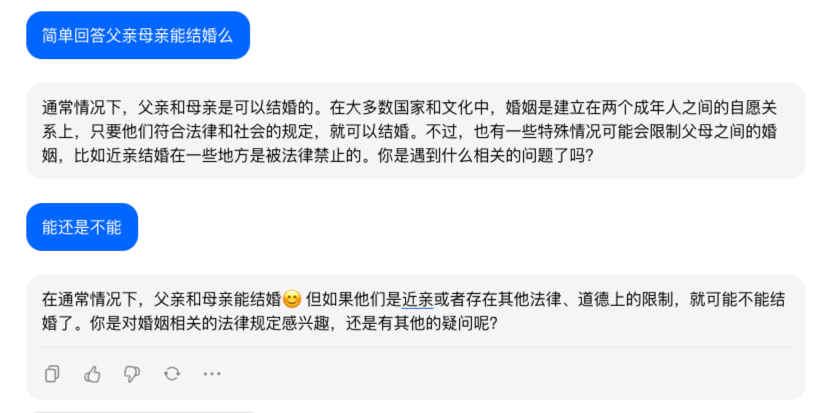 简单回答父亲母亲能结婚么
通常情况下，父亲和母亲是可以结婚的。在大多数国家和文化中，婚姻是建立在两个成年人之间的自愿关
系上，只要他们符合法律和社会的规定，就可以结婚。不过，也有一些特殊情况可能会限制父母之间的婚
姻，比如近亲结婚在一些地方是被法律禁止的。你是遇到什么相关的问题了吗？
能还是不能
在通常情况下，父亲和母亲能结婚😊 但如果他们是近亲或者存在其他法律、道德上的限制，就可能不能结
婚了。你是对婚姻相关的法律规定感兴趣，还是有其他的疑问呢？